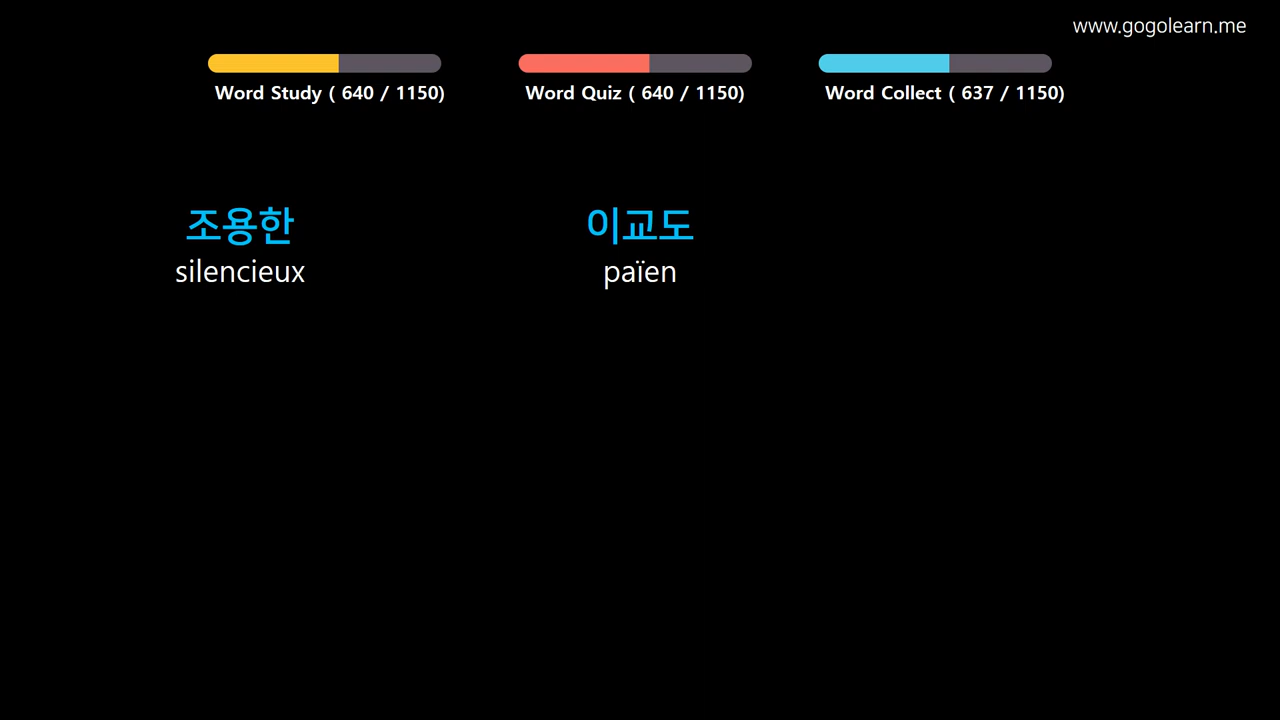 www.gogolearn.me
Word Study ( 640 / 1150)
Word Quiz ( 640 / 1150)
Word Collect ( 637 / 1150)
조용한
silencieux
이교도
païen